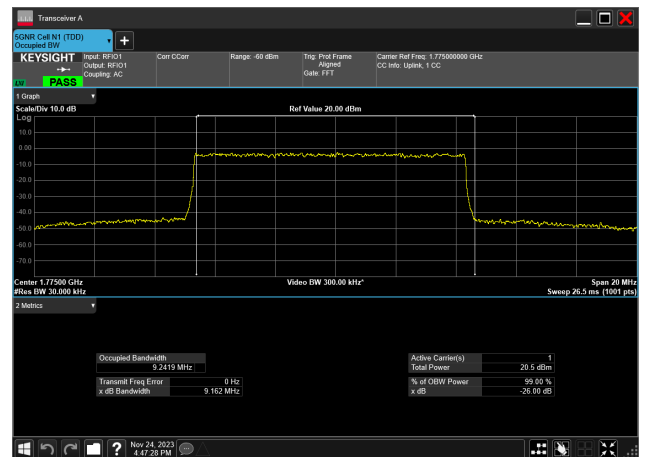 Transceiver A
5GNR Cell N1 (TDD)
Occupied BW
KEYSIGHT
LXI
PASS
Input: RFIO1
Output: RFIO1
Coupling: AC
Corr CCorr
Range: -60 dBm
Trig: Prot Frame
Aligned
Gate: FFT
Carrier Ref Freq: 1.775000000 GHz
CC Info: Uplink, 1 CC
1 Graph
Scale/Div 10.0 dB
Ref Value 20.00 dBm
Log
10.0
0.00
-10.0
-20.0
-30.0
-40.0
-50.0
-60.0
-70.0
Center 1.77500 GHz
Video BW 300.00 kHz*
Span 20 MHz
#Res BW 30.000 kHz
Sweep 26.5 ms (1001 pts)
2 Metrics
Occupied Bandwidth
9.2419 MHz
Active Carrier(s) 1
Total Power 20.5 dBm
Transmit Freq Error 0 Hz
x dB Bandwidth 9.162 MHz
% of OBW Power 99.00 %
x dB -26.00 dB
Nov 24, 2023
4:47:28 PM